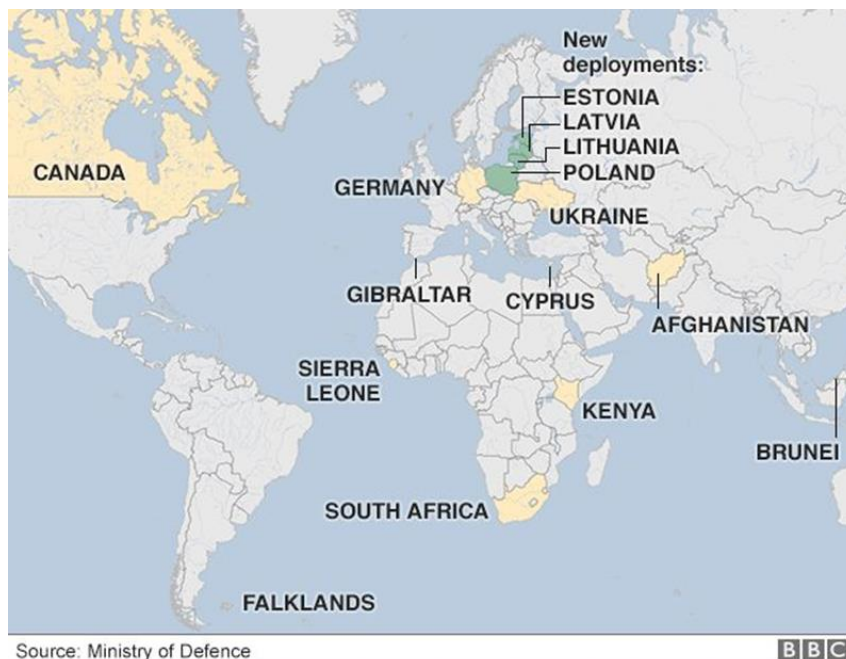 New
deployments:
ESTONIA
LATVIA
LITHUANIA
POLAND
CANADA
GERMANY
UKRAINE
GIBRALTAR
CYPRUS
AFGHANISTAN
SIERRA
LEONE
KENYA
BRUNEI
SOUTH AFRICA
FALKLANDS
Source: Ministry of Defence
BBC